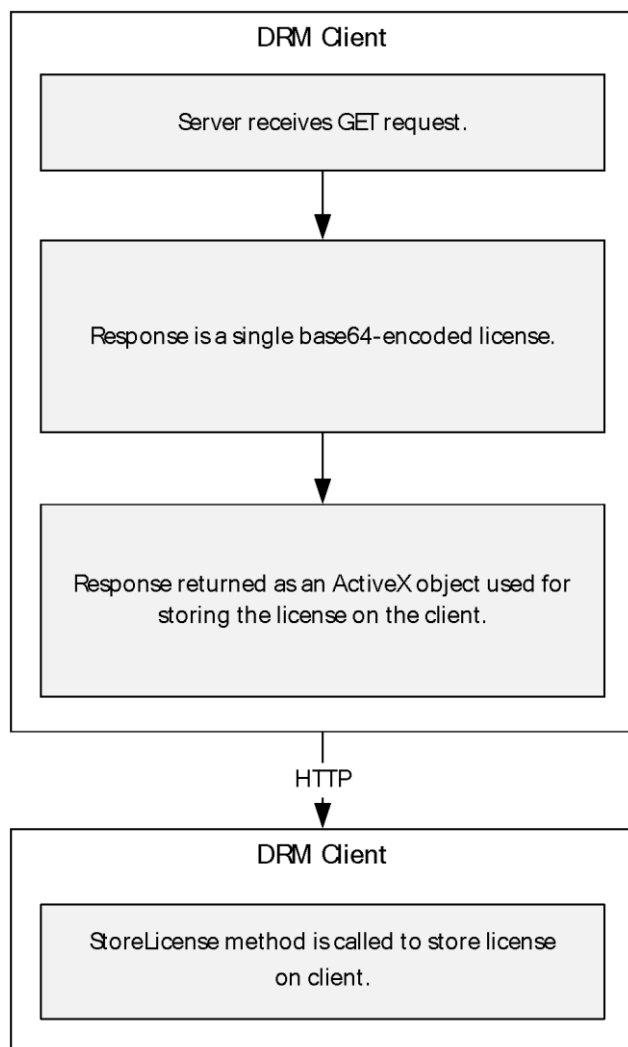 DRM Client
Server receives GET request.
Response is a single base64-encoded license.
Response returned as an ActiveX object used for
storing the license on the client.
HTTP
DRM Client
StoreLicense method is called to store license
on client.